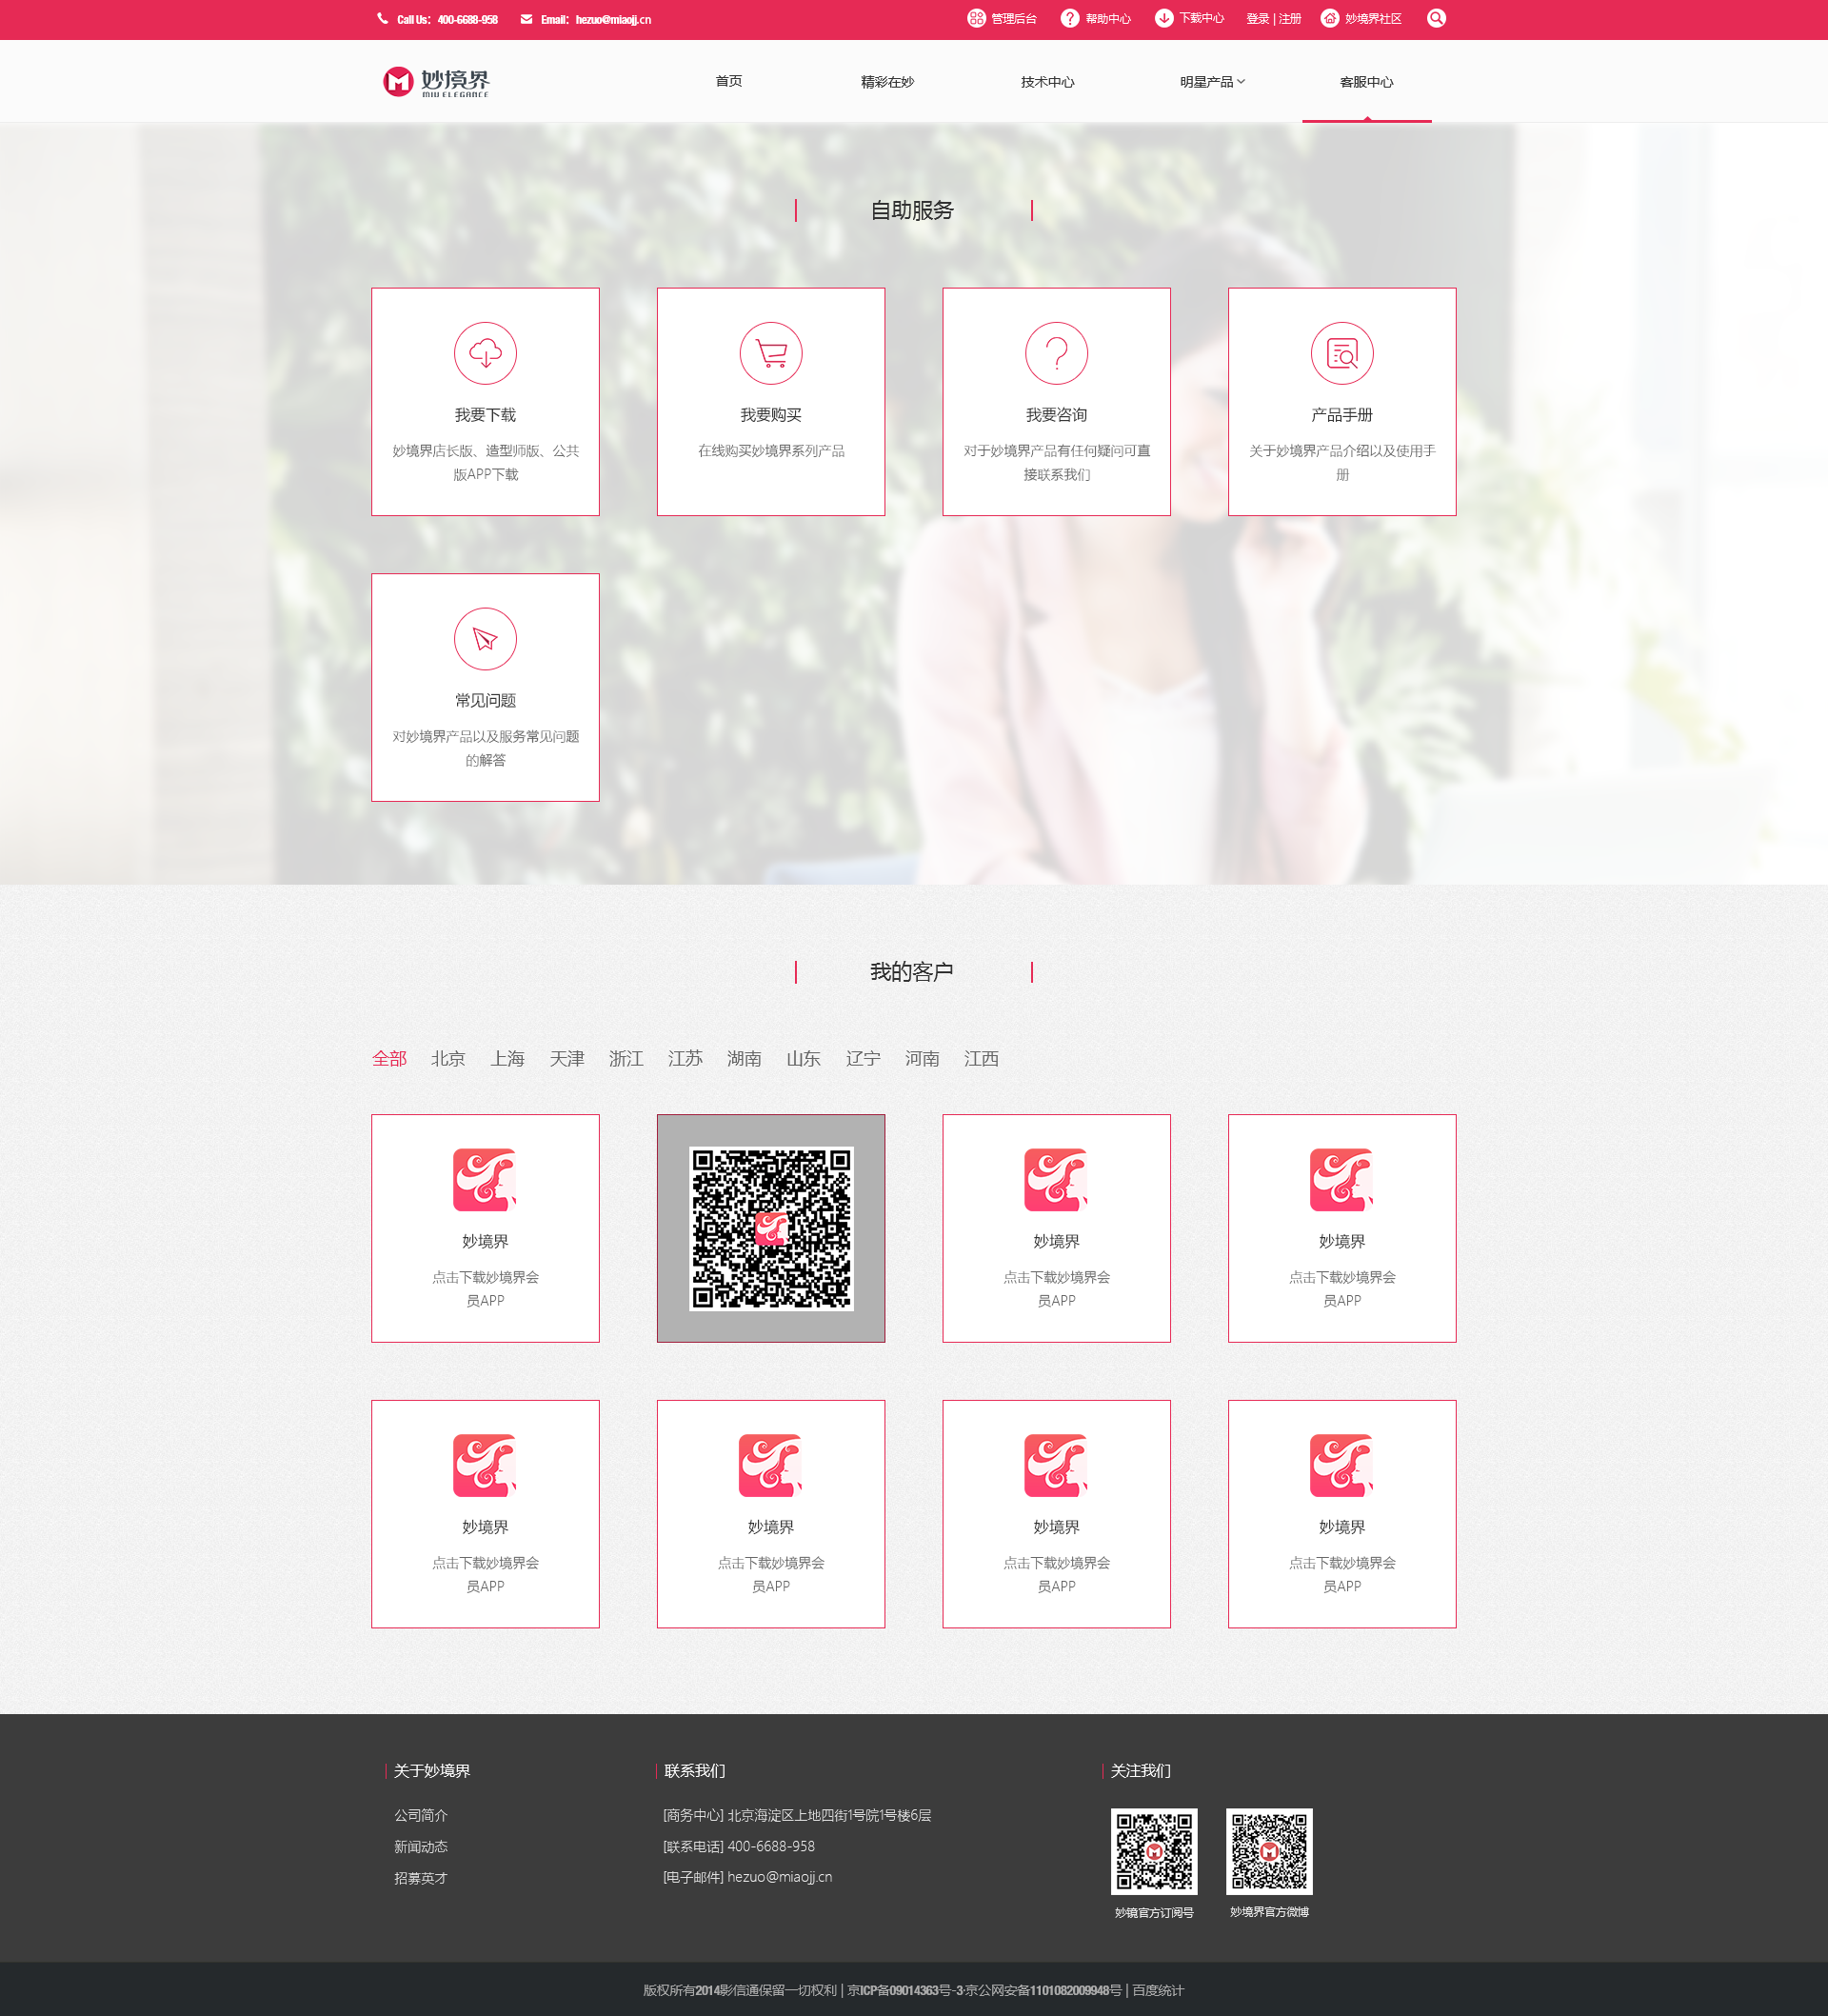 Call Us: 400-6688-958
Email: hezuo@miaojj.cn
管理后台
帮助中心
下载中心
登录 | 注册
妙境界社区
妙境界
MIU ELEGANCE
首页
精彩在妙
技术中心
明星产品
客服中心
自助服务
我要下载
妙境界店长版、造型师版、公共
版APP下载
我要购买
在线购买妙境界系列产品
我要咨询
对于妙境界产品有任何疑问可直
接联系我们
产品手册
关于妙境界产品介绍以及使用手
册
常见问题
对妙境界产品以及服务常见问题
的解答
我的客户
全部 北京 上海 天津 浙江 江苏 湖南 山东 辽宁 河南 江西
妙境界
点击下载妙境界会
员APP
妙境界
点击下载妙境界会
员APP
妙境界
点击下载妙境界会
员APP
妙境界
点击下载妙境界会
员APP
妙境界
点击下载妙境界会
员APP
妙境界
点击下载妙境界会
员APP
妙境界
点击下载妙境界会
员APP
关于妙境界
公司简介
新闻动态
招募英才
联系我们
[商务中心] 北京海淀区上地四街1号院1号楼6层
[联系电话] 400-6688-958
[电子邮件] hezuo@miaojj.cn
关注我们
妙镜官方订阅号
妙境界官方微博
版权所有2014影信通保留一切权利 | 京ICP备09014363号-3·京公网安备1101082009948号 | 百度统计